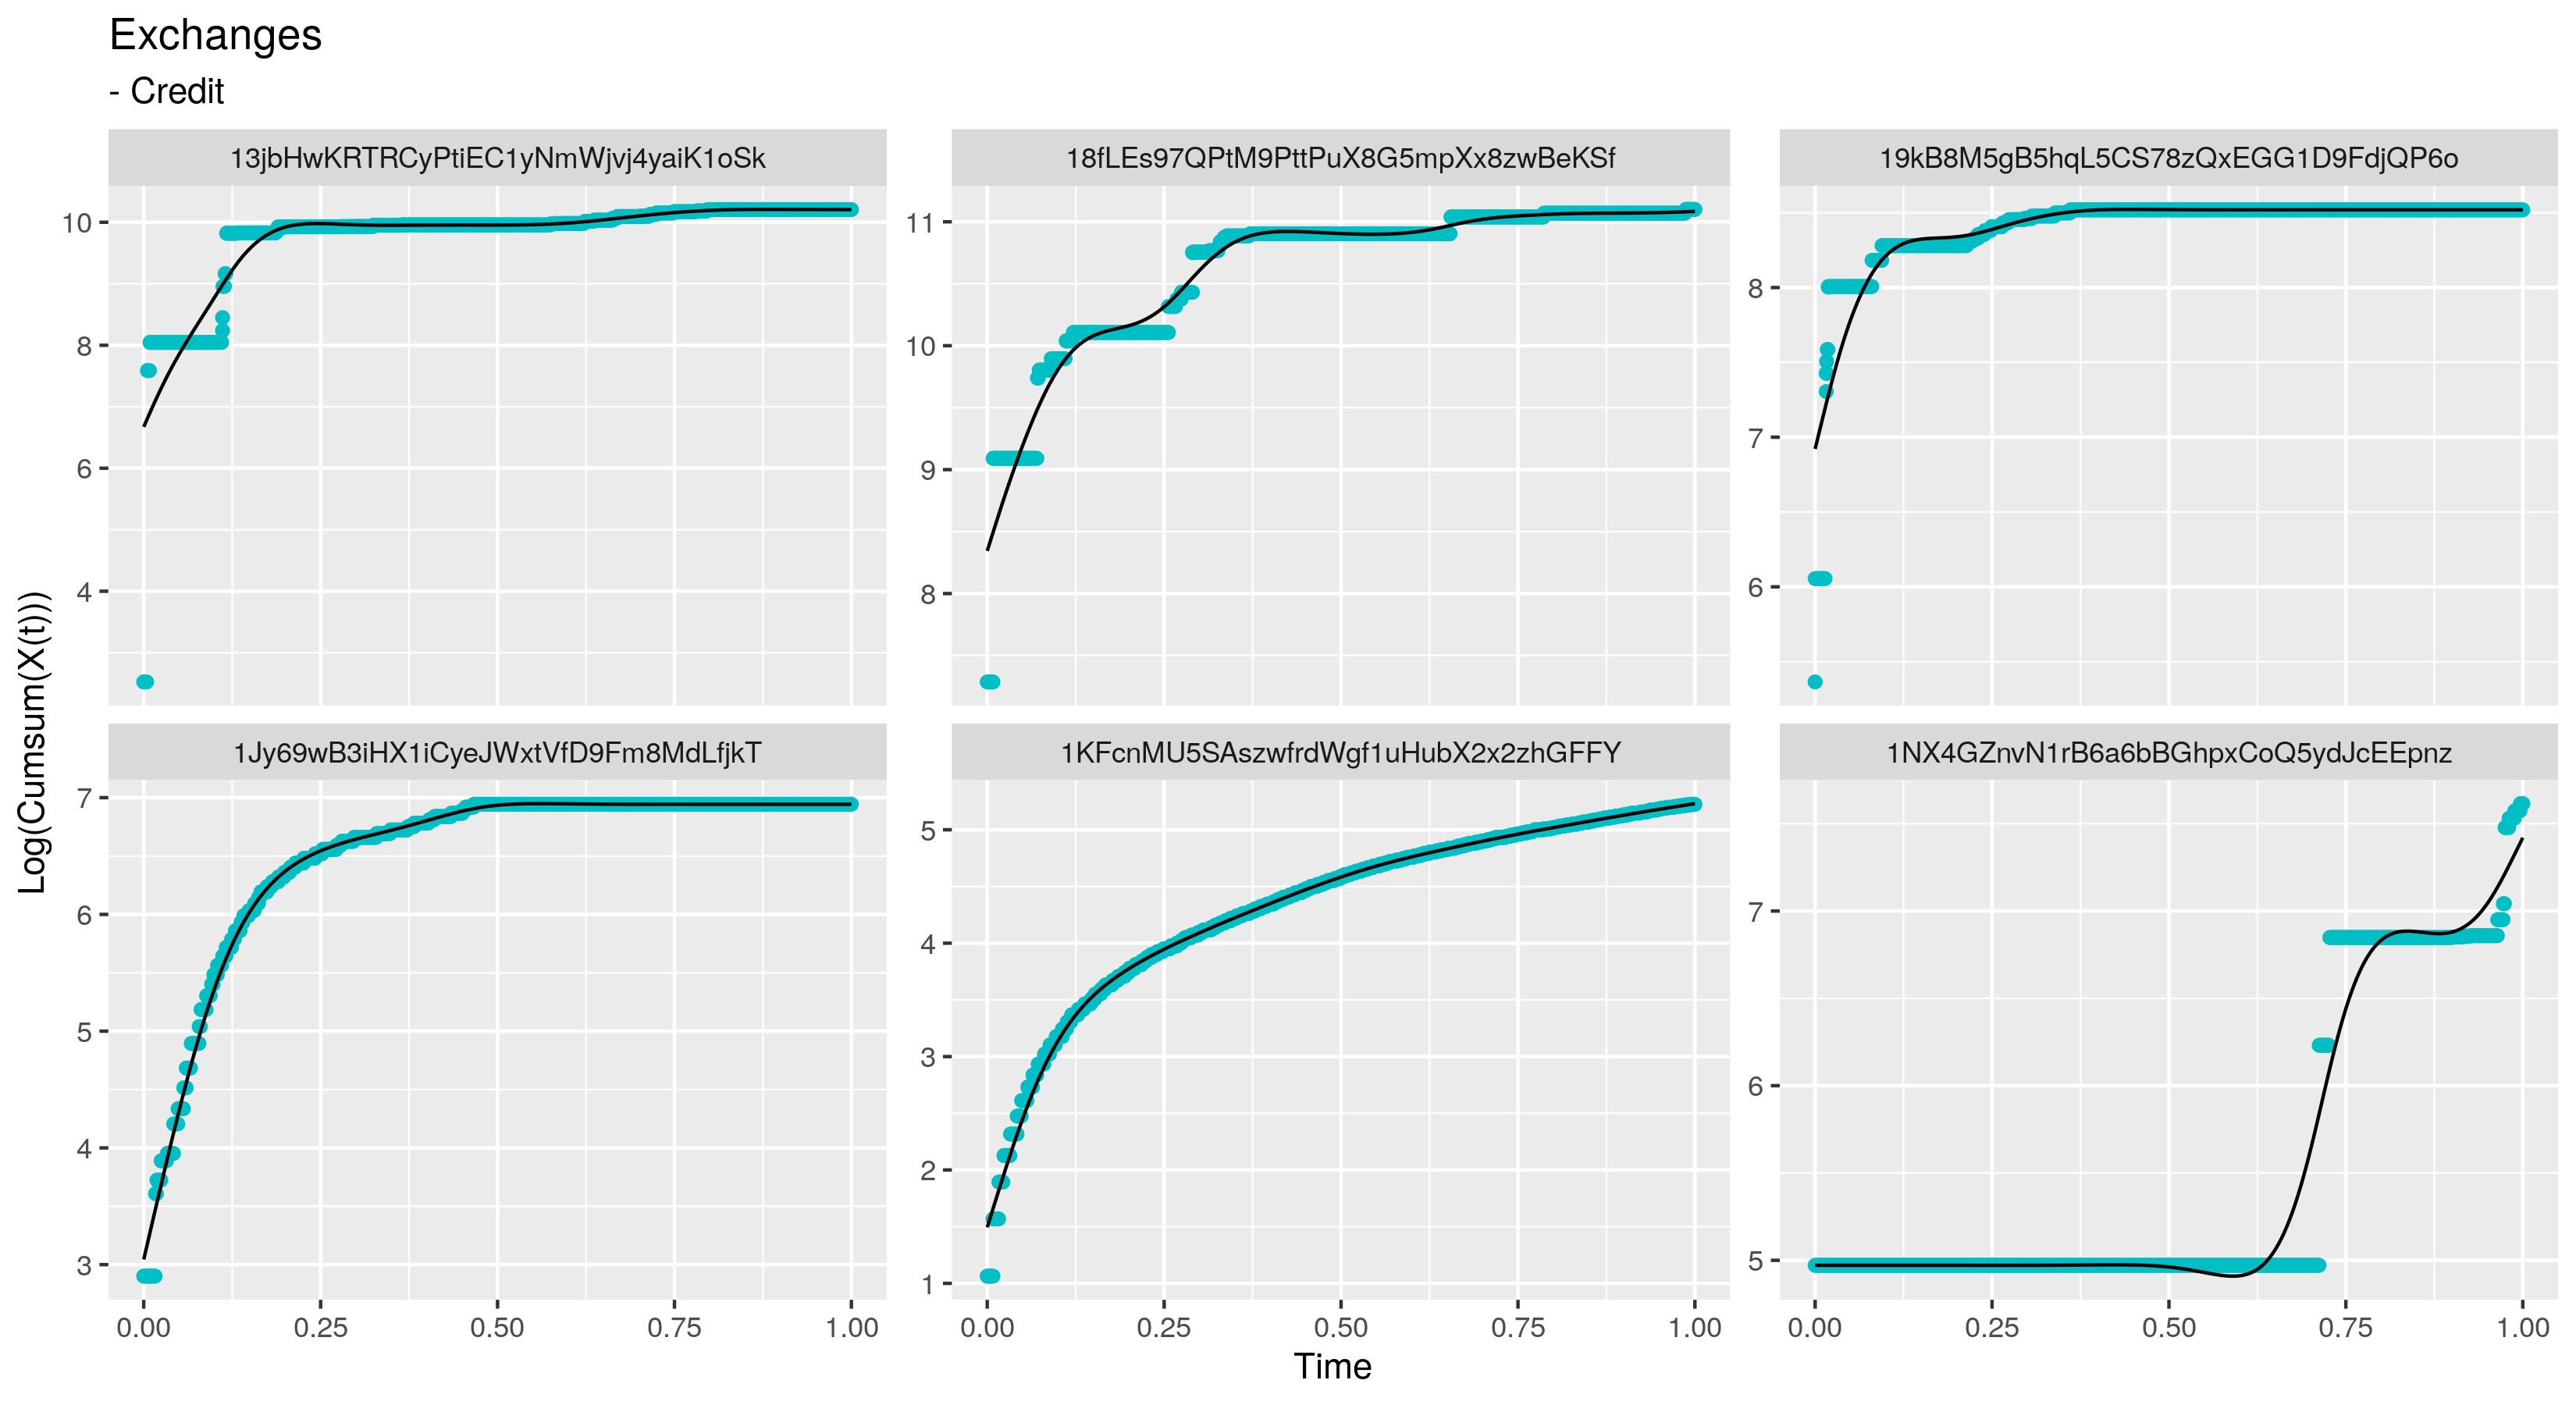 Exchanges
- Credit
13jbHwKRTRCyPtiEC1yNmWjvj4yaiK1oSk
18fLEs97QPtM9PttPuX8G5mpXx8zwBeKSf
19kB8M5gB5hqL5CS78zQxEGG1D9FdjQP6o
10
8
6
4
11
10
9
8
8
7
6
Log(Cumsum(X(t)))
1Jy69wB3iHX1iCyeJWxtVfD9Fm8MdLfjkT
1KFcnMU5SAszwfrdWgf1uHubX2x2zhGFFY
1NX4GZnvN1rB6a6bBGhpxCoQ5ydJcEEpnz
7
6
5
4
3
5
4
3
2
1
7
6
5
0.00 0.25 0.50 0.75 1.00
0.00 0.25 0.50 0.75 1.00
0.00 0.25 0.50 0.75 1.00
Time